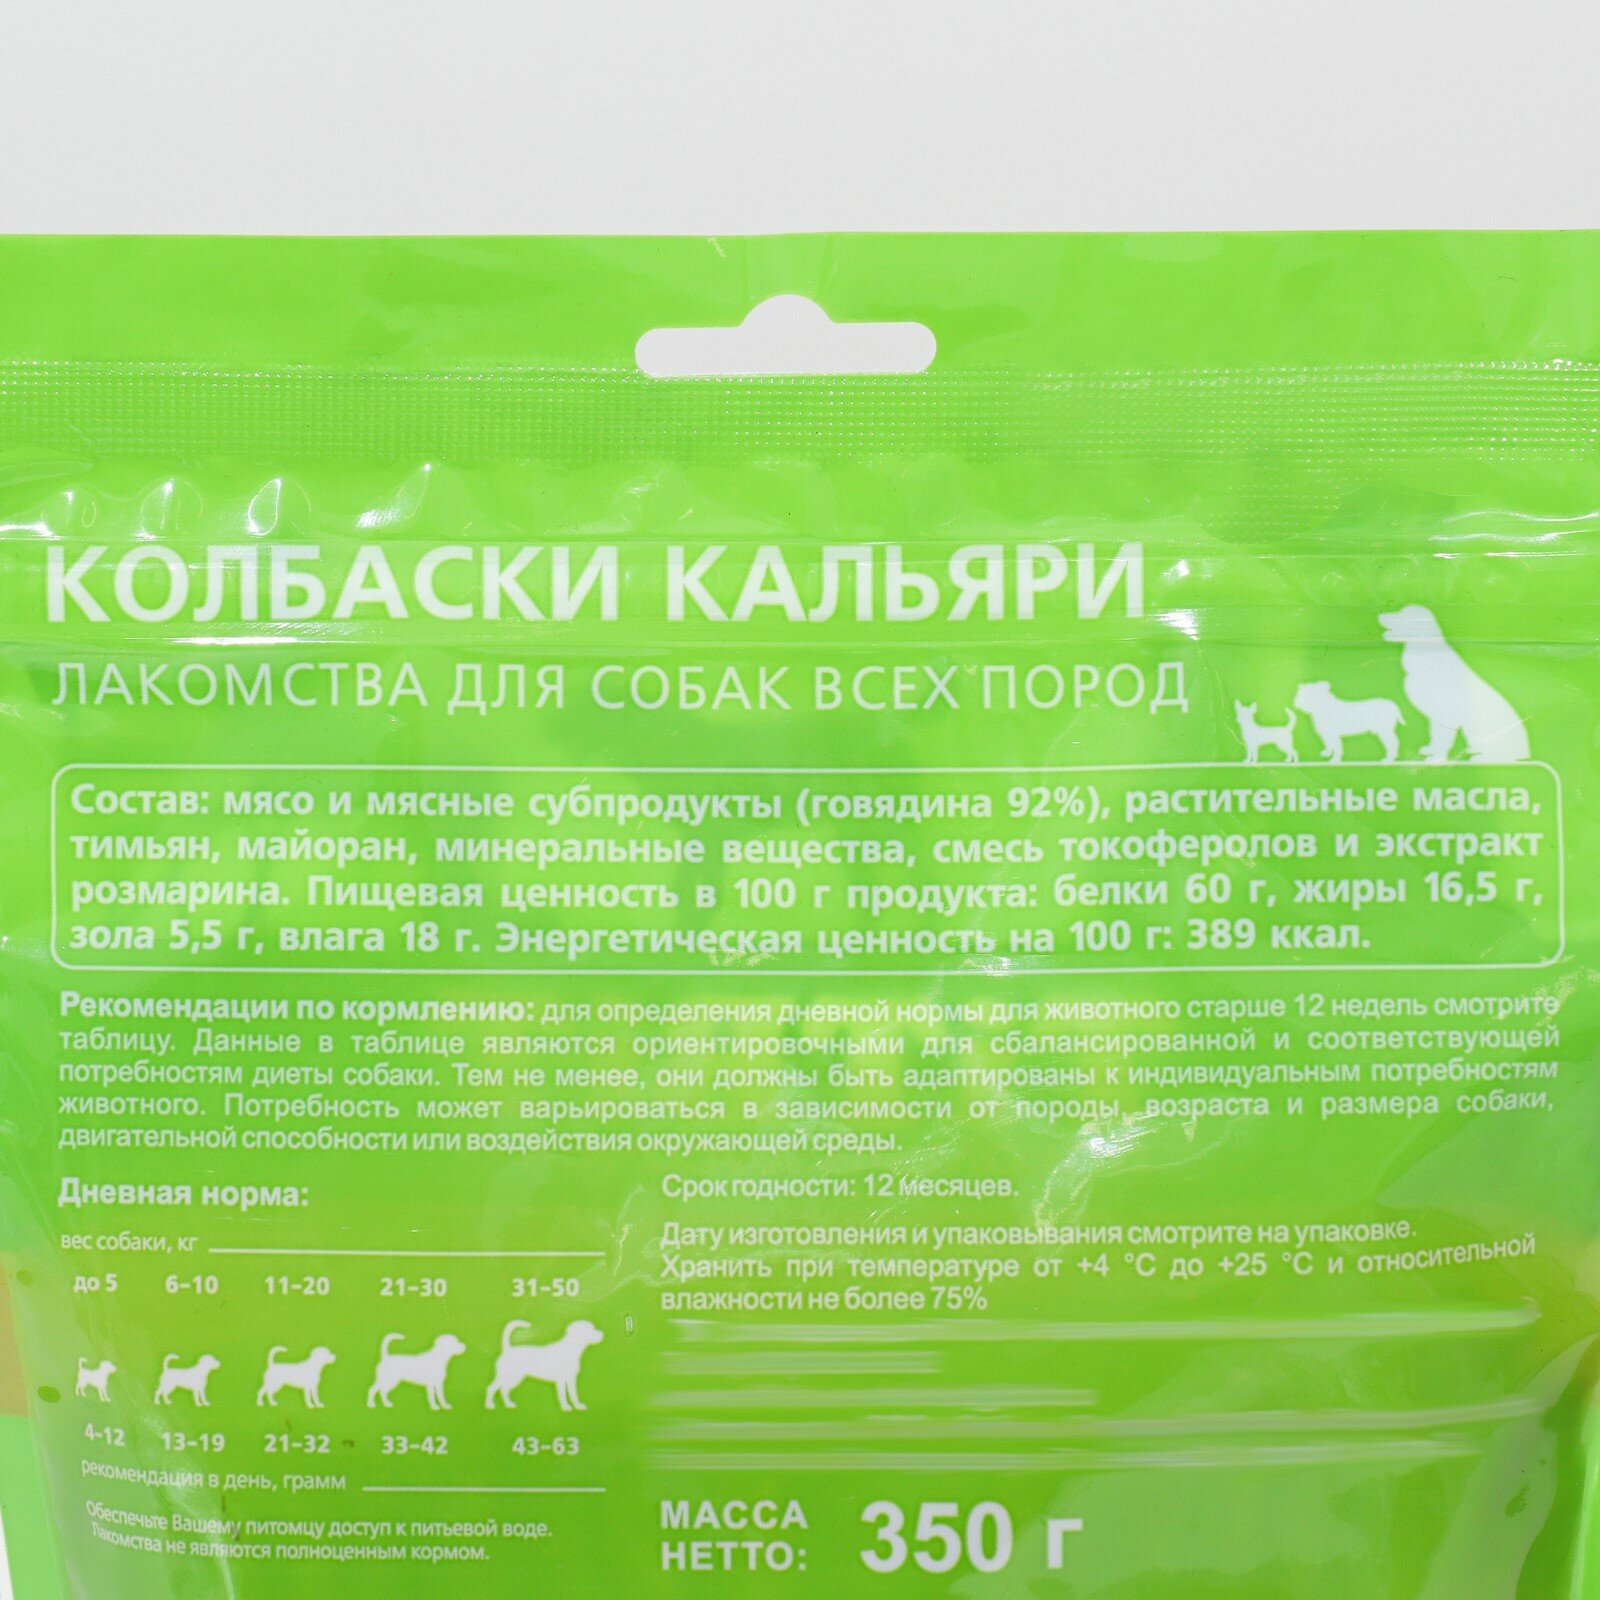 КОЛБАСКИ КАЛЬЯРИ
ЛАКОМСТВА ДЛЯ СОБАК ВСЕХ ПОРОД
Состав: мясо и мясные субпродукты (говядина 92%), растительные масла,
тимьян, майоран, минеральные вещества, смесь токоферолов и экстракт
розмарина. Пищевая ценность в 100 г продукта: белки 60 г, жиры 16,5 г,
зола 5,5 г, влага 18 г. Энергетическая ценность на 100 г: 389 ккал.
Рекомендации по кормлению: для определения дневной нормы для животного старше 12 недель смотрите
таблицу. Данные в таблице являются ориентировочными для сбалансированной и соответствующей
потребностям диеты собаки. Тем не менее, они должны быть адаптированы к индивидуальным потребностям
животного. Потребность может варьироваться в зависимости от породы, возраста и размера собаки,
двигательной способности или воздействия окружающей среды.
Дневная норма:
вес собаки, кг
до 5 6–10 11–20 21–30 31–50
4–12 13–19 21–32 33–42 43–63
рекомендация в день, грамм
Обеспечьте Вашему питомцу доступ к питьевой воде.
Лакомства не являются полноценным кормом.
Срок годности: 12 месяцев.
Дату изготовления и упаковывания смотрите на упаковке.
Хранить при температуре от +4 °С до +25 °С и относительной
влажности не более 75%
МАССА
НЕТТО: 350 г